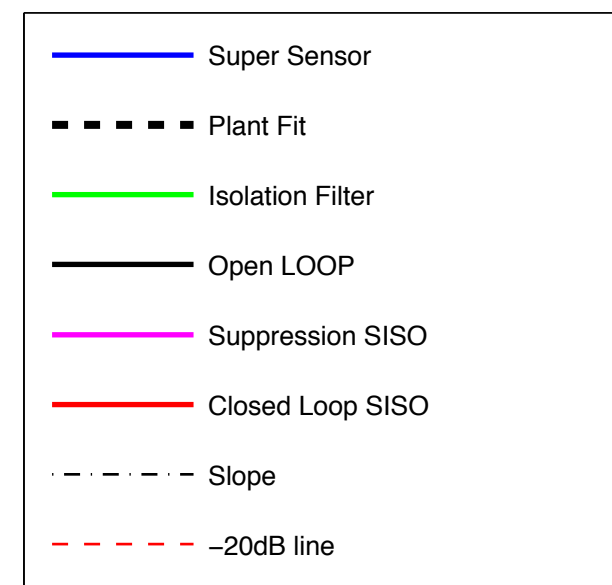 Super Sensor
Plant Fit
Isolation Filter
Open LOOP
Suppression SISO
Closed Loop SISO
Slope
−20dB line